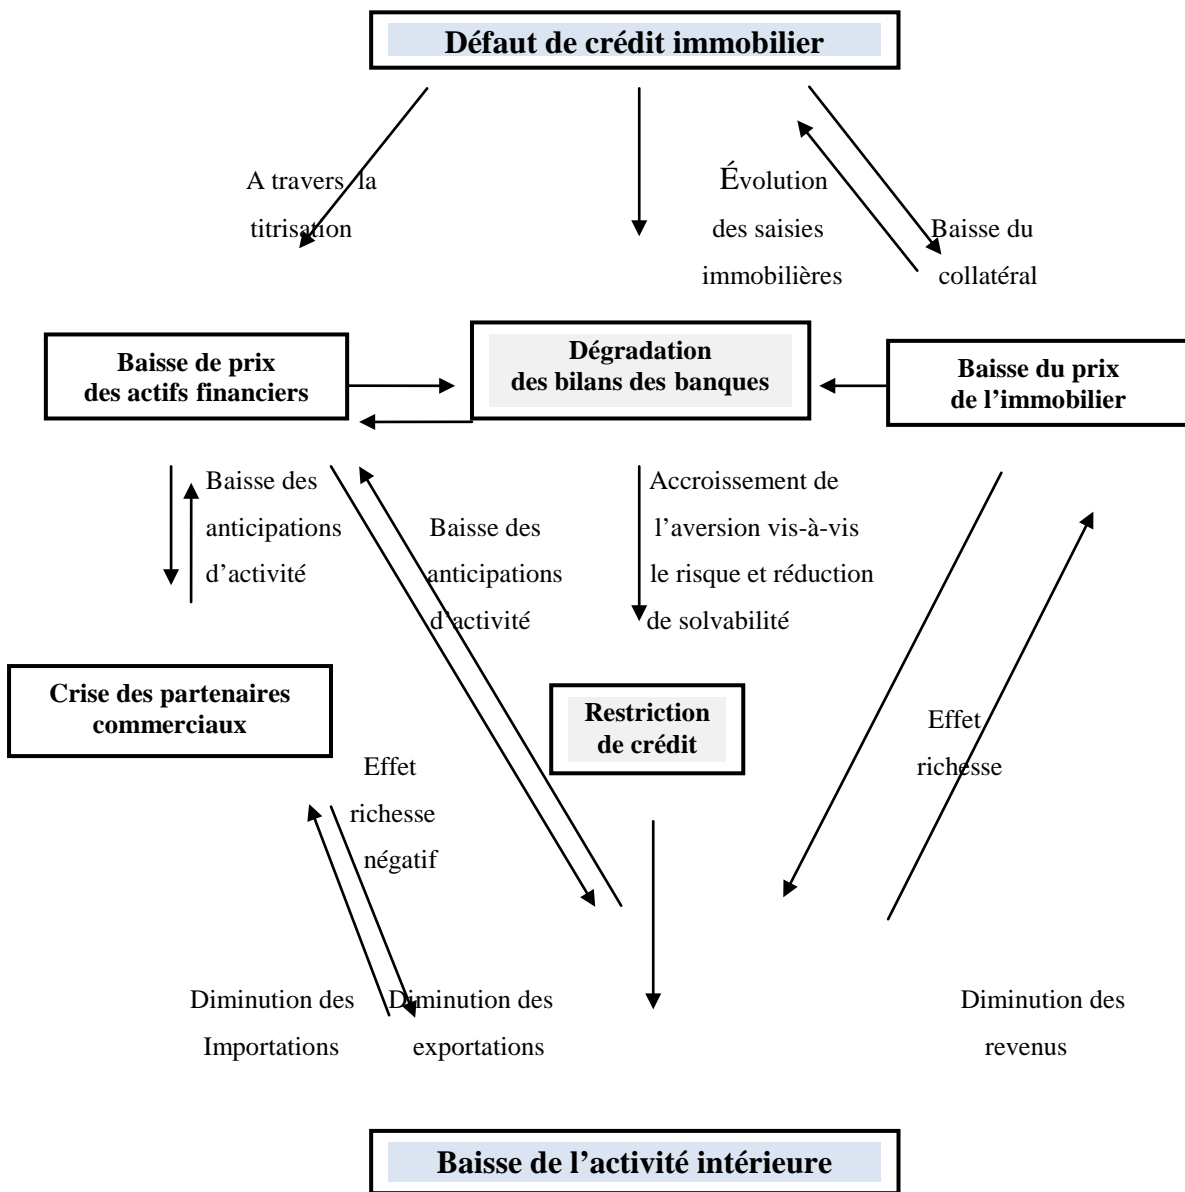 Défaut de crédit immobilier
A travers la
titrisation
Évolution
des saisies
immobilières
Baisse du
collatéral
Baisse de prix
des actifs financiers
Dégradation
des bilans des banques
Baisse du prix
de l’immobilier
Baisse des
anticipations
d’activité
Baisse des
anticipations
d’activité
Accroissement de
l’aversion vis-à-vis
le risque et réduction
de solvabilité
Crise des partenaires
commerciaux
Restriction
de crédit
Effet
richesse
Effet
richesse
négatif
Diminution des
Importations
Diminution des
exportations
Diminution des
revenus
Baisse de l’activité intérieure